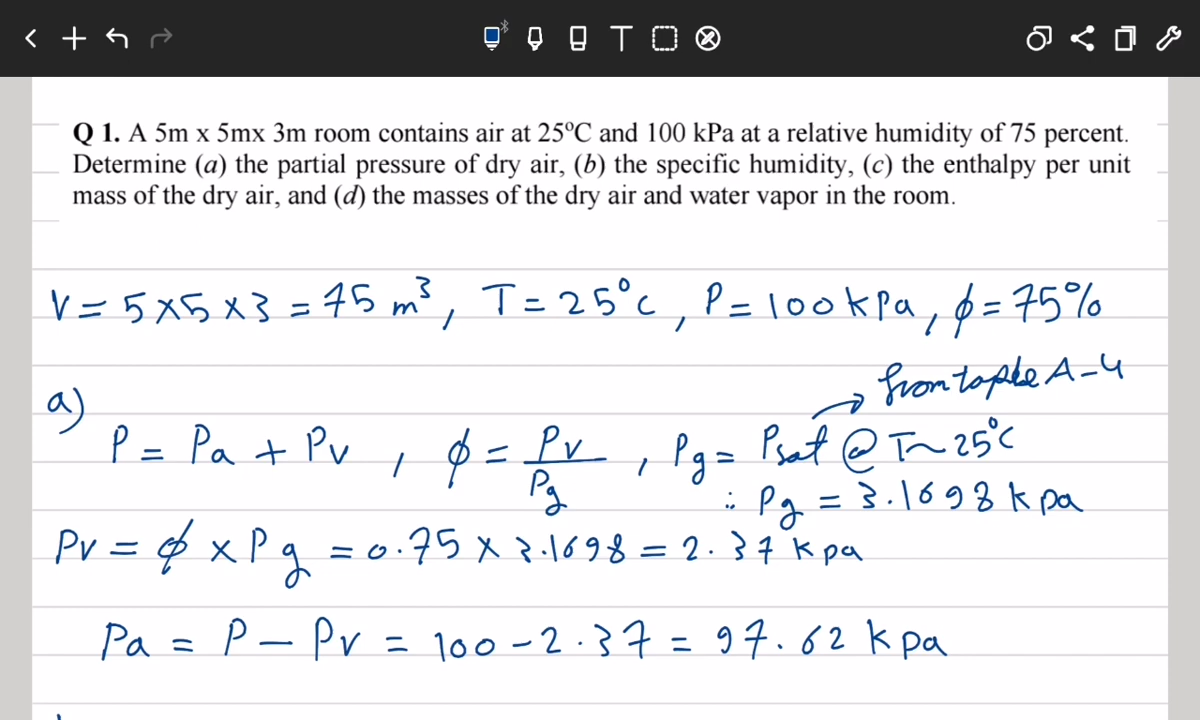 Q 1. A 5m x 5mx 3m room contains air at 25°C and 100 kPa at a relative humidity of 75 percent.
Determine (a) the partial pressure of dry air, (b) the specific humidity, (c) the enthalpy per unit
mass of the dry air, and (d) the masses of the dry air and water vapor in the room.
V = 5 × 5 × 3 = 75 m³, T = 25°C, P = 100 kPa, ϕ = 75%
→ from table A-4
a)
P = Pa + Pv, ϕ = Pv/Pg, Pg = Psat @ T~25°C
∴ Pg = 3.1698 kpa
Pv = ϕ × Pg = 0.75 × 3.1698 = 2.37 kpa
Pa = P - Pv = 100 - 2.37 = 97.62 kpa